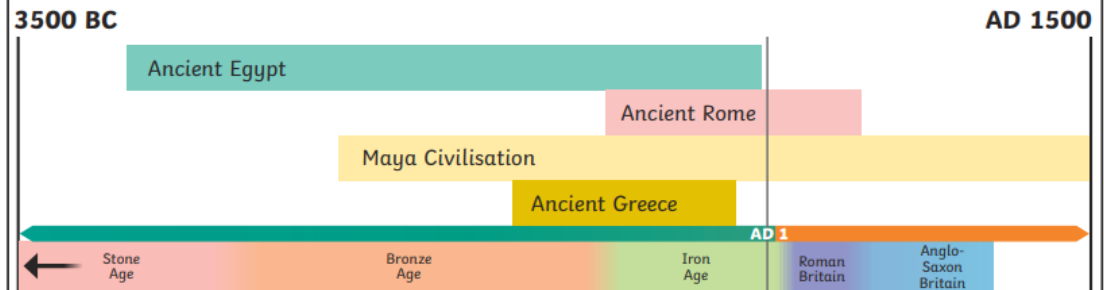 3500 BC
AD 1500
Ancient Egypt
Ancient Rome
Maya Civilisation
Ancient Greece
AD 1
Stone
Age
Bronze
Age
Iron
Age
Roman
Britain
Anglo-
Saxon
Britain